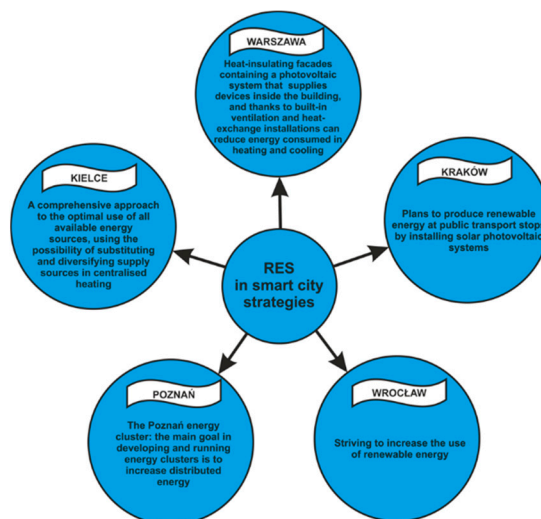 WARSZAWA
Heat-insulating facades
containing a photovoltaic
system that supplies
devices inside the building,
and thanks to built-in
ventilation and heat-
exchange installations can
reduce energy consumed in
heating and cooling
KIELCE
A comprehensive approach
to the optimal use of all
available energy
sources, using the
possibility of substituting
and diversifying supply
sources in centralised
heating
KRAKÓW
Plans to produce renewable
energy at public transport stops
by installing solar photovoltaic
systems
RES
in smart city
strategies
POZNAŃ
The Poznań energy
cluster: the main goal in
developing and running
energy clusters is to
increase distributed
energy
WROCŁAW
Striving to increase the use
of renewable energy